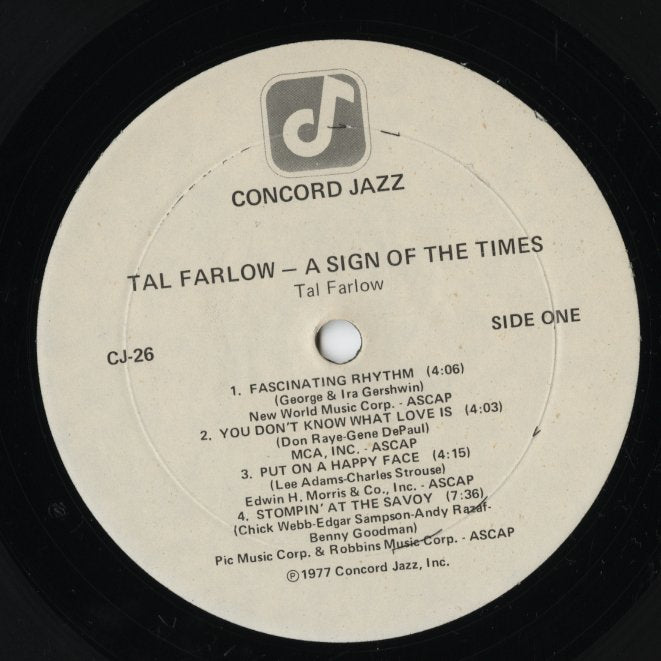 CONCORD JAZZ
TAL FARLOW — A SIGN OF THE TIMES
Tal Farlow
SIDE ONE
CJ-26
1. FASCINATING RHYTHM (4:06)
(George & Ira Gershwin)
New World Music Corp. - ASCAP
2. YOU DON'T KNOW WHAT LOVE IS (4:03)
(Don Raye-Gene DePaul)
MCA, INC. - ASCAP
3. PUT ON A HAPPY FACE (4:15)
(Lee Adams-Charles Strouse)
Edwin H. Morris & Co., Inc. - ASCAP
4. STOMPIN' AT THE SAVOY (7:36)
(Chick Webb-Edgar Sampson-Andy Razaf-
Benny Goodman)
Pic Music Corp. & Robbins Music Corp. - ASCAP
℗1977 Concord Jazz, Inc.